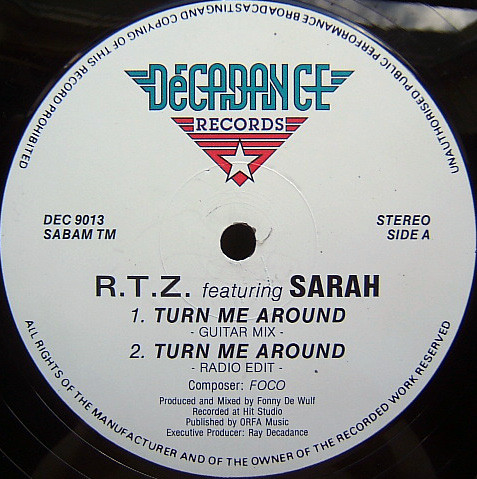 UNAUTHORISED PUBLIC PERFORMANCE BROADCASTING AND COPYING OF THIS RECORD PROHIBITED
DéCADANCE
RECORDS
DEC 9013
SABAM TM
STEREO
SIDE A
R.T.Z. featuring SARAH
1. TURN ME AROUND
- GUITAR MIX -
2. TURN ME AROUND
- RADIO EDIT -
Composer: FOCO
Produced and Mixed by Fonny De Wulf
Recorded at Hit Studio
Published by ORFA Music
Executive Producer: Ray Decadance
ALL RIGHTS OF THE MANUFACTURER AND OF THE OWNER OF THE RECORDED WORK RESERVED